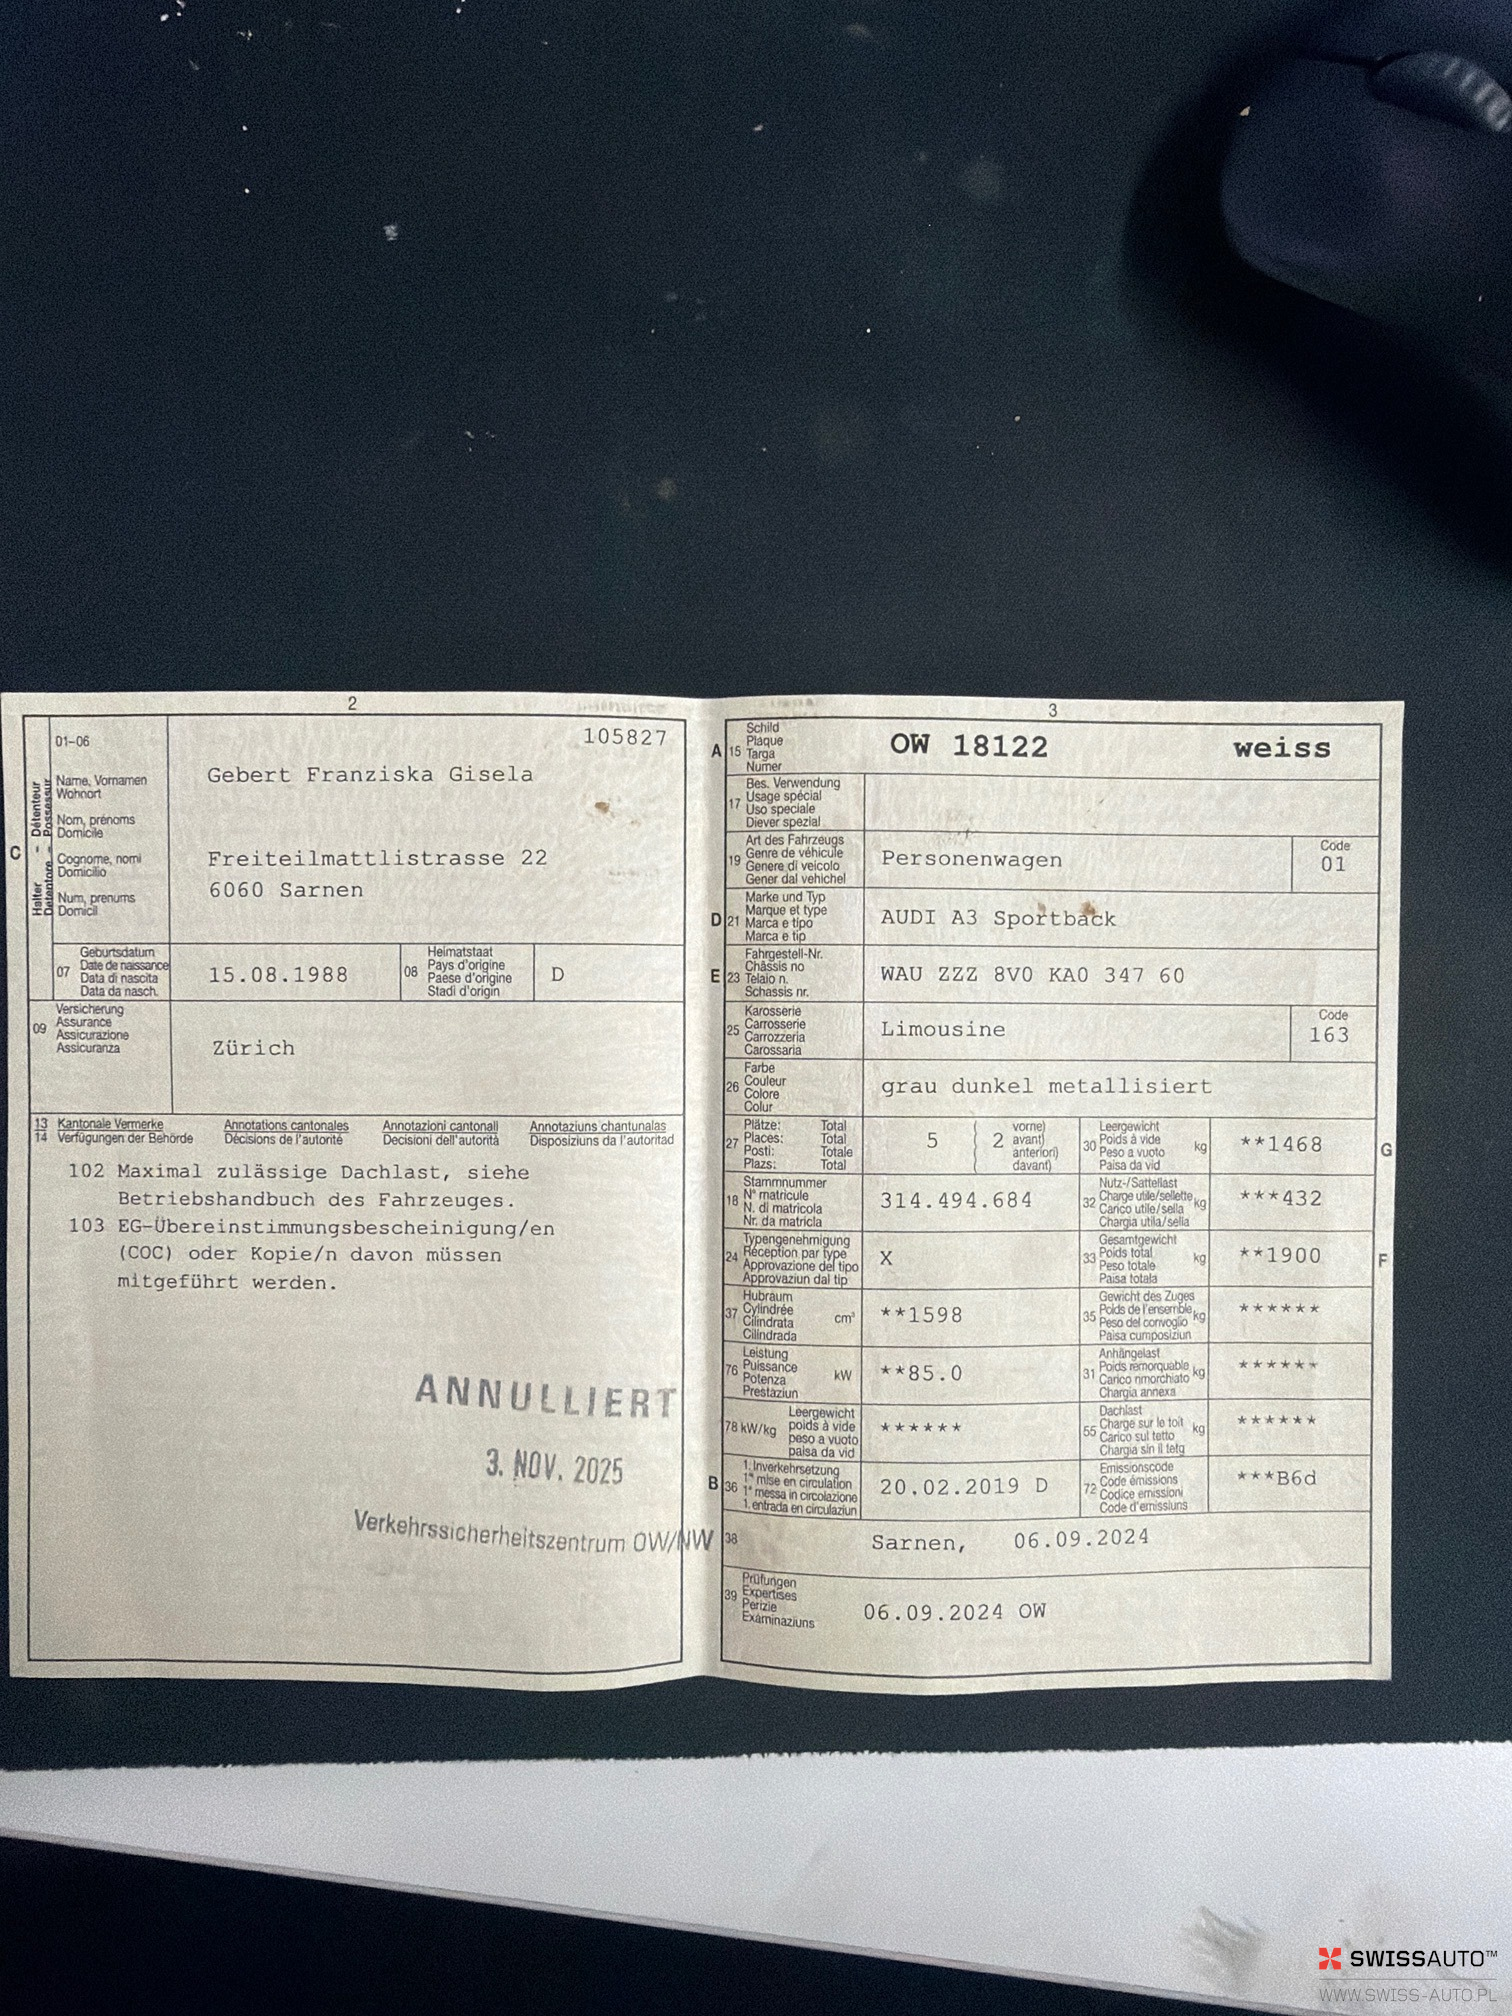 2
01-06
105827
Halter - Détenteur
Detentore - Possessur
C
Name, Vornamen
Wohnort
Nom, prénoms
Domicile
Cognome, nomi
Domicilio
Num, prenums
Domicil
Gebert Franziska Gisela
Freiteilmattlistrasse 22
6060 Sarnen
07
Geburtsdatum
Date de naissance
Data di nascita
Data da nasch.
15.08.1988
08
Heimatstaat
Pays d'origine
Paese d'origine
Stadi d'origin
D
09
Versicherung
Assurance
Assicurazione
Assicuranza
Zürich
13 Kantonale Vermerke Annotations cantonales Annotazioni cantonali Annotaziuns chantunalas
14 Verfügungen der Behörde Décisions de l'autorité Decisioni dell'autorità Disposiziuns da l'autoritad
102 Maximal zulässige Dachlast, siehe
Betriebshandbuch des Fahrzeuges.
103 EG-Übereinstimmungsbescheinigung/en
(COC) oder Kopie/n davon müssen
mitgeführt werden.
ANNULLIERT
3. NOV. 2025
Verkehrssicherheitszentrum OW/NW
3
A
15
Schild
Plaque
Targa
Numer
OW 18122 weiss
17
Bes. Verwendung
Usage spécial
Uso speciale
Diever spezial
19
Art des Fahrzeugs
Genre de véhicule
Genere di veicolo
Gener dal vehichel
Personenwagen
Code
01
D
21
Marke und Typ
Marque et type
Marca e tipo
Marca e tip
AUDI A3 Sportback
E
23
Fahrgestell-Nr.
Châssis no
Telaio n.
Schassis nr.
WAU ZZZ 8V0 KA0 347 60
25
Karosserie
Carrosserie
Carrozzeria
Carossaria
Limousine
Code
163
26
Farbe
Couleur
Colore
Colur
grau dunkel metallisiert
27
Plätze: Total
Places: Total
Posti: Totale
Plazs: Total
5
2
vorne)
avant)
anteriori)
davant)
30
Leergewicht
Poids à vide
Peso a vuoto
Paisa da vid
kg
**1468
G
18
Stammnummer
N° matricule
N. di matricola
Nr. da matricla
314.494.684
32
Nutz-/Sattellast
Charge utile/sellette
Carico utile/sella
Chargia utila/sella
kg
***432
24
Typengenehmigung
Réception par type
Approvazione del tipo
Approvaziun dal tip
X
33
Gesamtgewicht
Poids total
Peso totale
Paisa totala
kg
**1900
F
37
Hubraum
Cylindrée
Cilindrata
Cilindrada
cm³
**1598
35
Gewicht des Zuges
Poids de l'ensemble
Peso del convoglio
Paisa cumposiziun
kg
******
76
Leistung
Puissance
Potenza
Prestaziun
kW
**85.0
31
Anhängelast
Poids remorquable
Carico rimorchiato
Chargia annexa
kg
******
78 kW/kg
Leergewicht
poids à vide
peso a vuoto
paisa da vid
******
55
Dachlast
Charge sur le toit
Carico sul tetto
Chargia sin il tetg
kg
******
B
36
1. Inverkehrsetzung
1re mise en circulation
1a messa in circolazione
1. entrada en circulaziun
20.02.2019 D
72
Emissionscode
Code émissions
Codice emissioni
Code d'emissiuns
***B6d
38
Sarnen, 06.09.2024
39
Prüfungen
Expertises
Perizie
Examinaziuns
06.09.2024 OW
SWISSAUTO™
WWW.SWISS-AUTO.PL